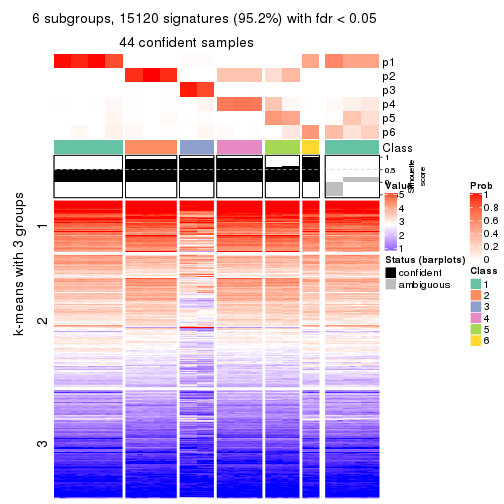 6 subgroups, 15120 signatures (95.2%) with fdr < 0.05
44 confident samples
p1
p2
p3
p4
p5
p6
Class
1
0.5
0
Silhouette
score
k-means with 3 groups
1
2
3
Value
5
4
3
2
1
Status (barplots)
confident
ambiguous
Prob
1
0.8
0.6
0.4
0.2
0
Class
1
2
3
4
5
6